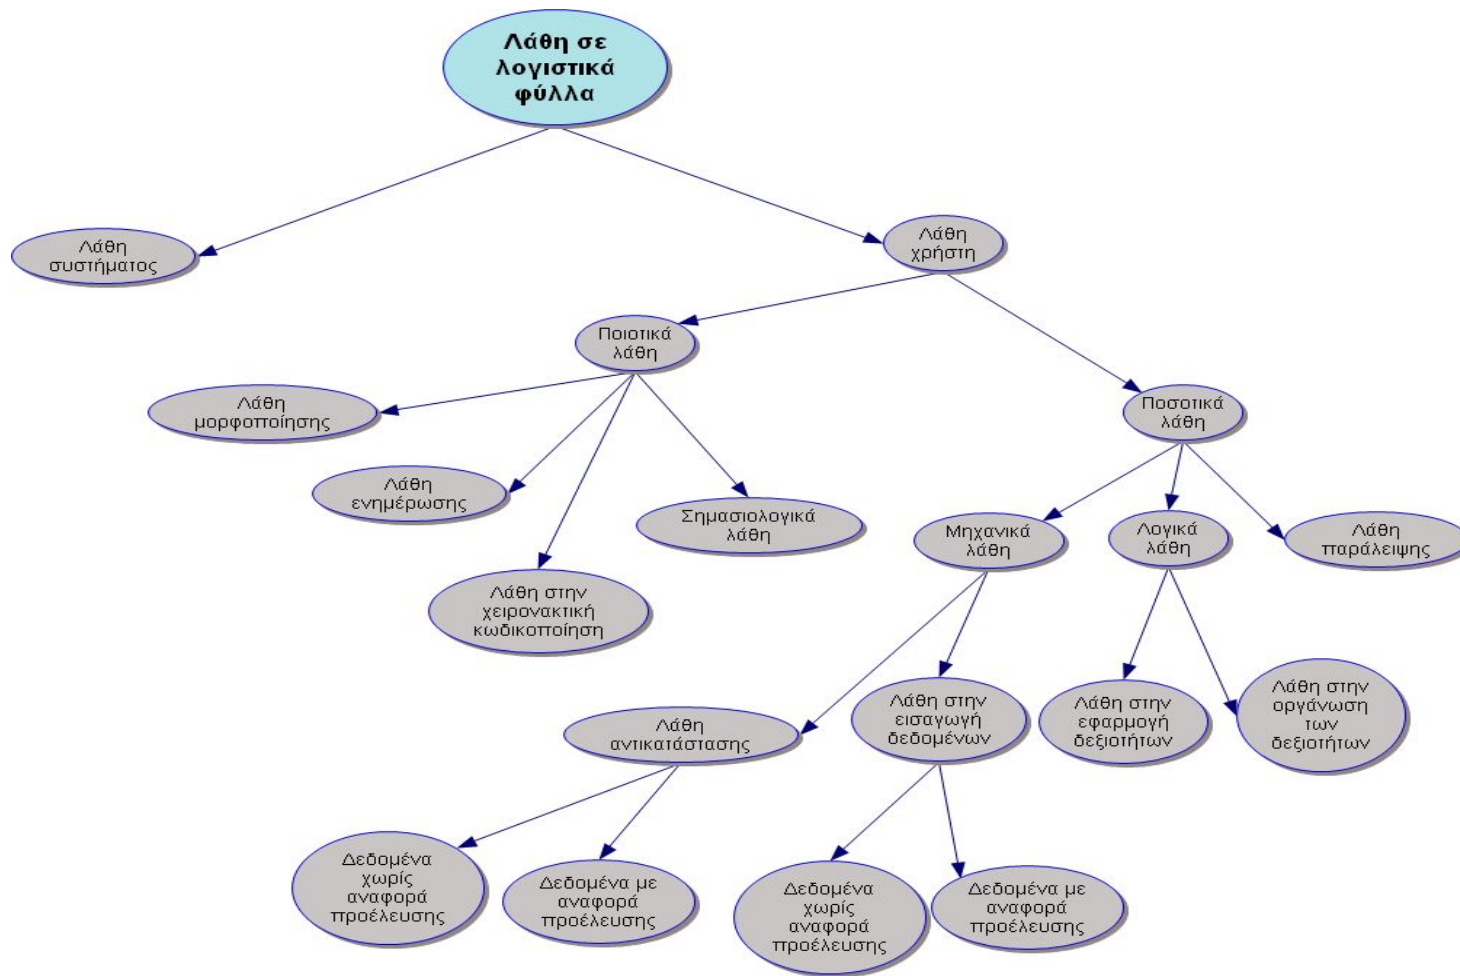 Λάθη σε
λογιστικά
φύλλα
Λάθη
συστήματος
Λάθη
χρήστη
Ποιοτικά
λάθη
Ποσοτικά
λάθη
Λάθη
μορφοποίησης
Λάθη
ενημέρωσης
Λάθη στην
χειρονακτική
κωδικοποίηση
Σημασιολογικά
λάθη
Μηχανικά
λάθη
Λογικά
λάθη
Λάθη
παράλειψης
Λάθη
αντικατάστασης
Λάθη στην
εισαγωγή
δεδομένων
Λάθη στην
εφαρμογή
δεξιοτήτων
Λάθη στην
οργάνωση
των
δεξιοτήτων
Δεδομένα
χωρίς
αναφορά
προέλευσης
Δεδομένα με
αναφορά
προέλευσης
Δεδομένα
χωρίς
αναφορά
προέλευσης
Δεδομένα με
αναφορά
προέλευσης